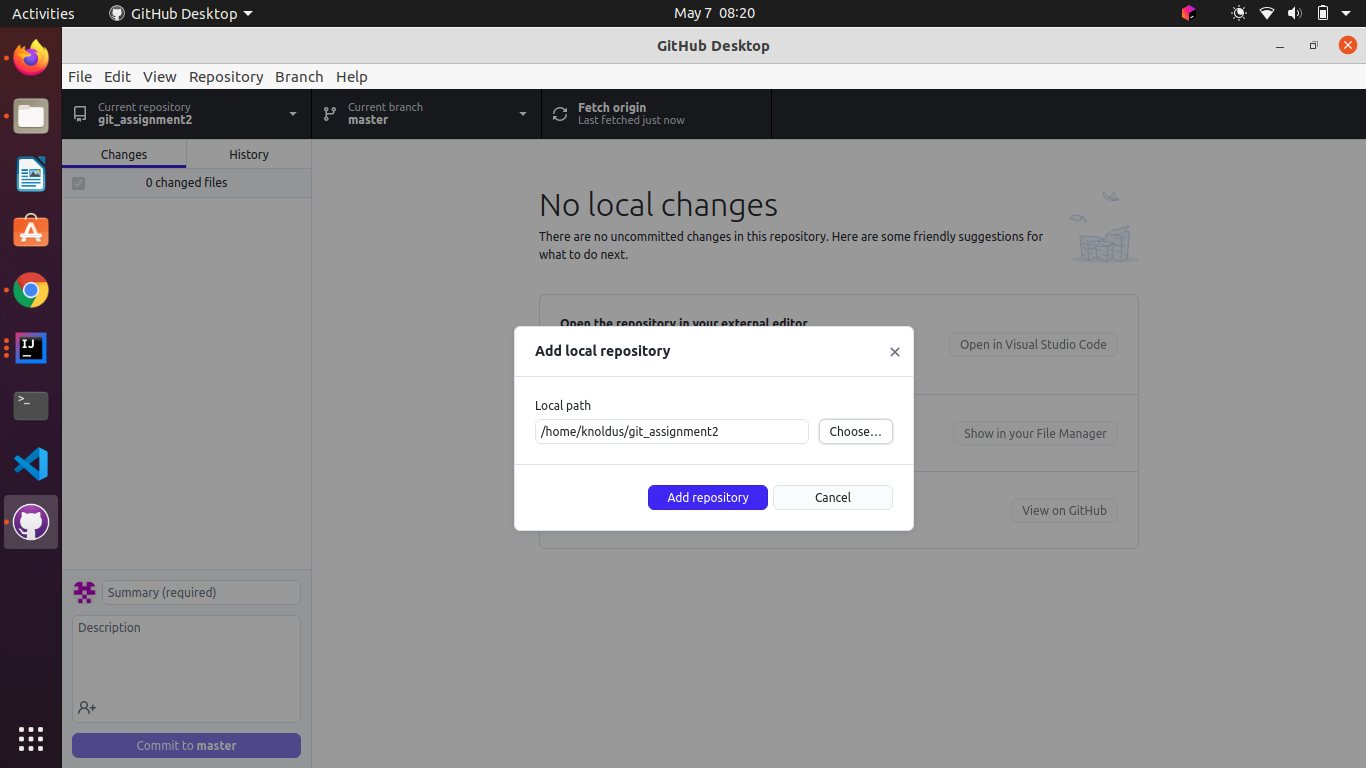 Activities
GitHub Desktop
May 7 08:20
GitHub Desktop
File Edit View Repository Branch Help
Current repository
git_assignment2
Current branch
master
Fetch origin
Last fetched just now
Changes
History
0 changed files
No local changes
There are no uncommitted changes in this repository. Here are some friendly suggestions for
what to do next.
Open the repository in your external editor
Open in Visual Studio Code
Show in your File Manager
View on GitHub
Add local repository
Local path
/home/knoldus/git_assignment2
Choose...
Add repository
Cancel
Summary (required)
Description
Commit to master
IJ
>_